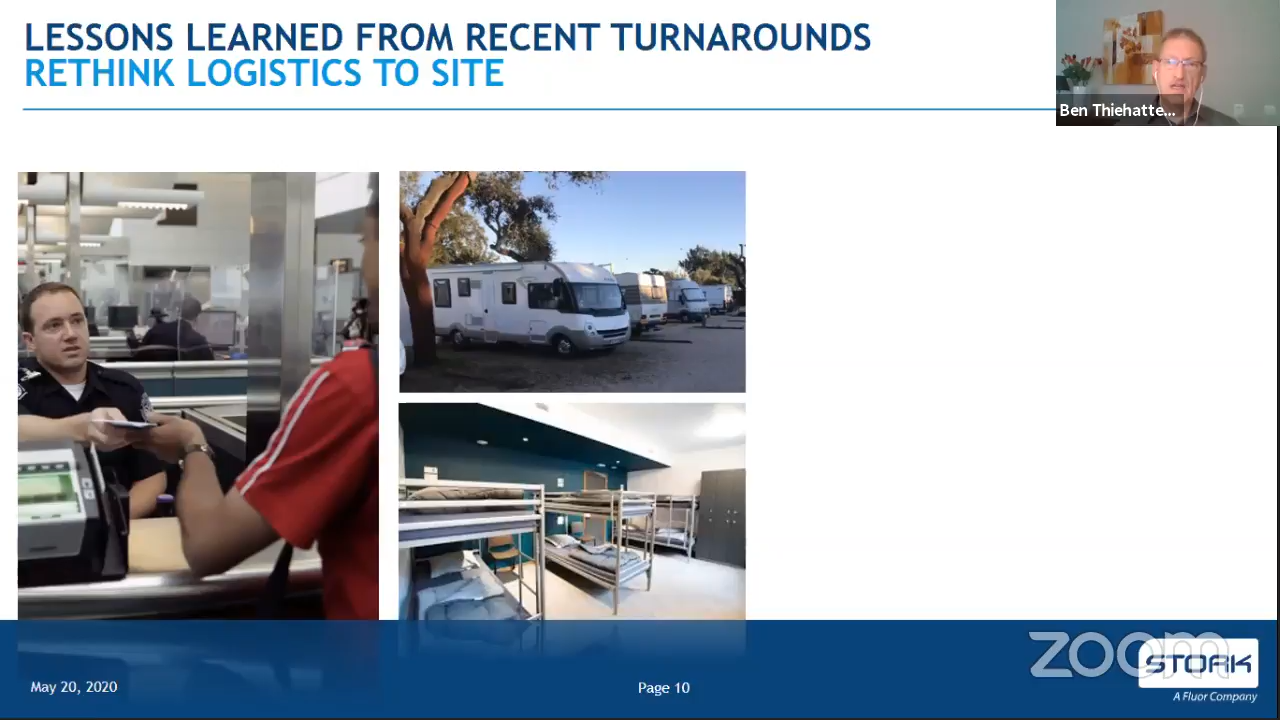 LESSONS LEARNED FROM RECENT TURNAROUNDS
RETHINK LOGISTICS TO SITE
Ben Thiehatte...
May 20, 2020
Page 10
zoom
STORK
A Fluor Company